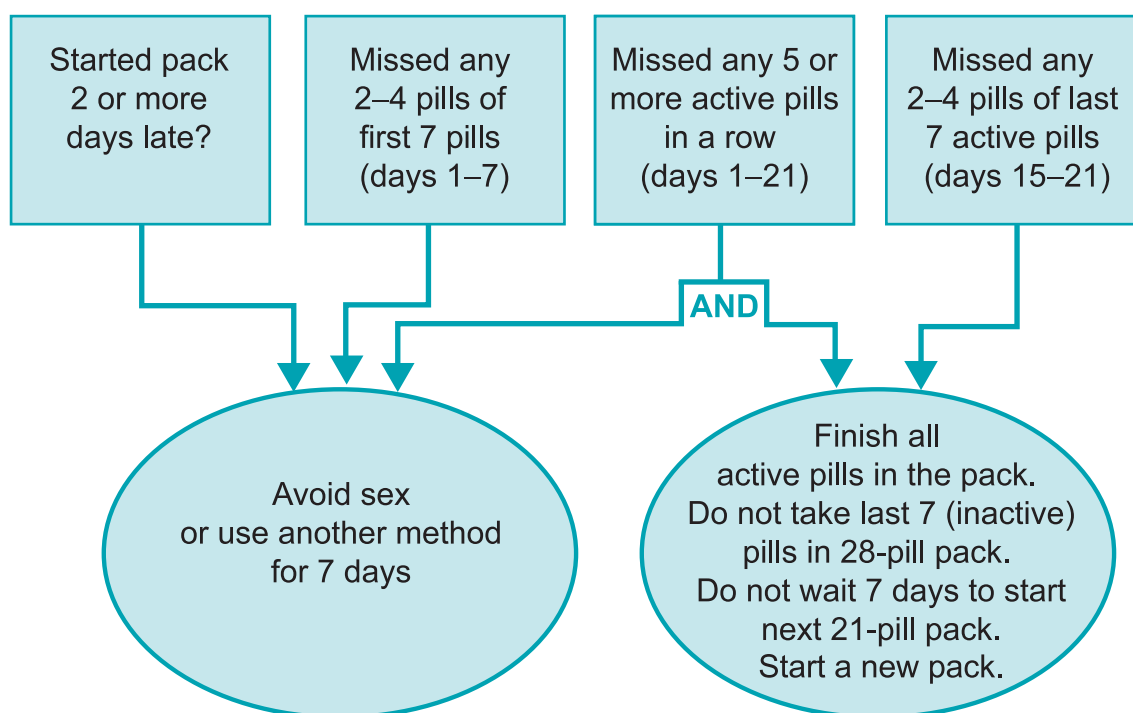 Started pack
2 or more
days late?
Missed any
2–4 pills of
first 7 pills
(days 1–7)
Missed any 5 or
more active pills
in a row
(days 1–21)
Missed any
2–4 pills of last
7 active pills
(days 15–21)
AND
Avoid sex
or use another method
for 7 days
Finish all
active pills in the pack.
Do not take last 7 (inactive)
pills in 28-pill pack.
Do not wait 7 days to start
next 21-pill pack.
Start a new pack.